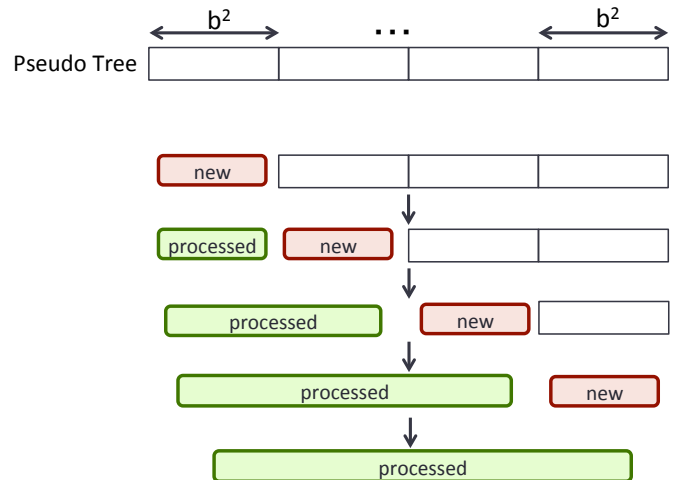 b² ... b²
Pseudo Tree
new
processed new
processed new
processed new
processed